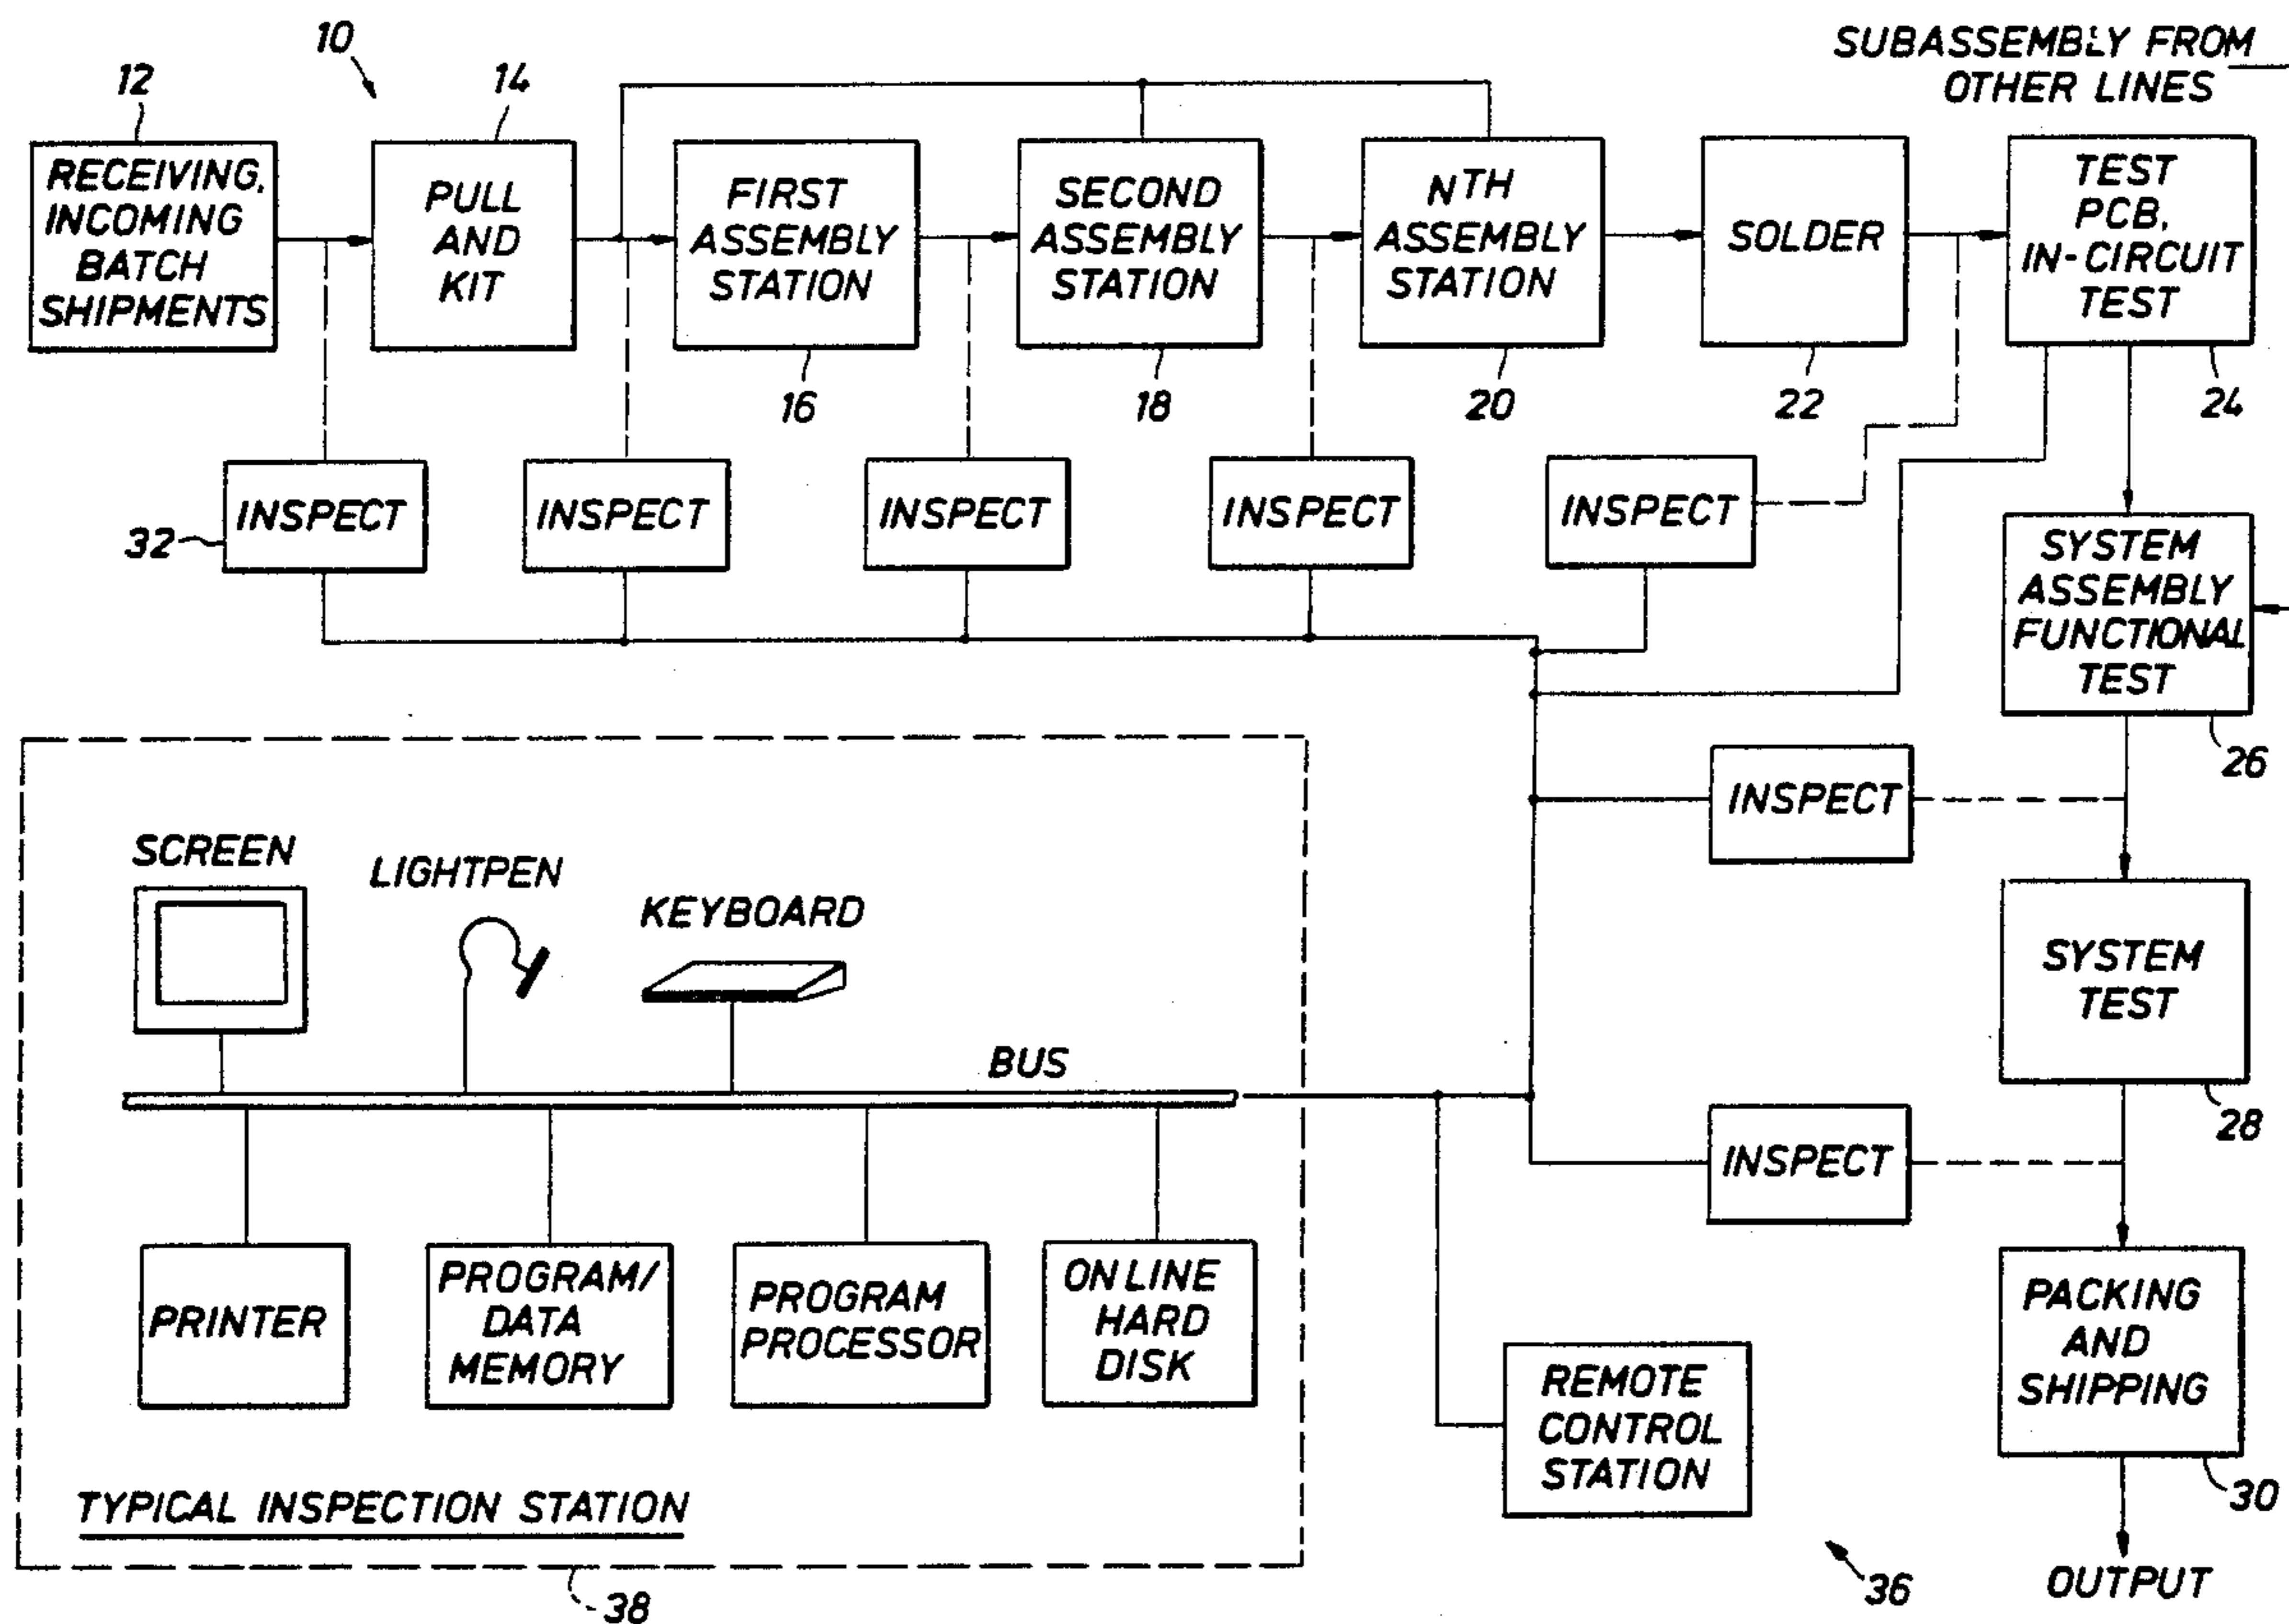 10
12
14
SUBASSEMBLY FROM
OTHER LINES
RECEIVING,
INCOMING
BATCH
SHIPMENTS
PULL
AND
KIT
FIRST
ASSEMBLY
STATION
SECOND
ASSEMBLY
STATION
NTH
ASSEMBLY
STATION
SOLDER
TEST
PCB,
IN-CIRCUIT
TEST
16
18
20
22
24
32
INSPECT
INSPECT
INSPECT
INSPECT
INSPECT
SYSTEM
ASSEMBLY
FUNCTIONAL
TEST
26
INSPECT
SCREEN
LIGHTPEN
KEYBOARD
BUS
SYSTEM
TEST
28
INSPECT
PRINTER
PROGRAM/
DATA
MEMORY
PROGRAM
PROCESSOR
ON LINE
HARD
DISK
REMOTE
CONTROL
STATION
PACKING
AND
SHIPPING
30
TYPICAL INSPECTION STATION
38
36
OUTPUT